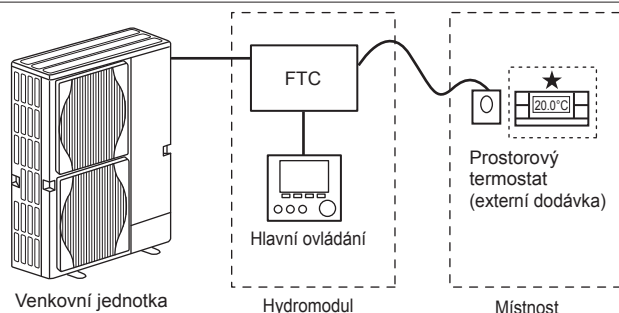 FTC
20.0°C
Prostorový
termostat
(externí dodávka)
Hlavní ovládání
Venkovní jednotka
Hydromodul
Místnost